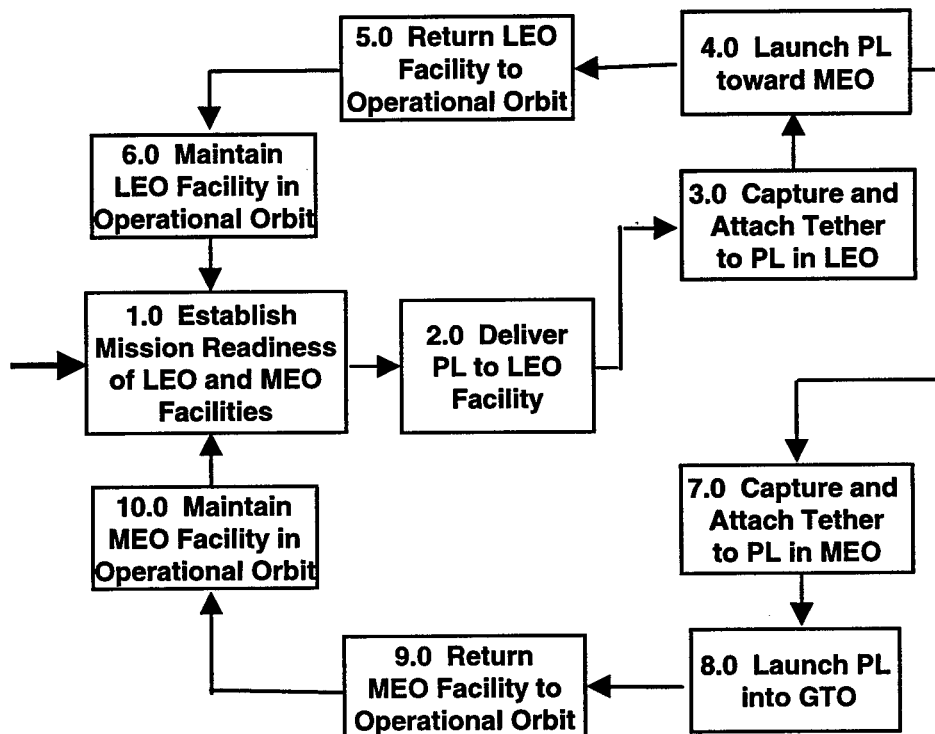 5.0 Return LEO
Facility to
Operational Orbit
4.0 Launch PL
toward MEO
6.0 Maintain
LEO Facility in
Operational Orbit
3.0 Capture and
Attach Tether
to PL in LEO
1.0 Establish
Mission Readiness
of LEO and MEO
Facilities
2.0 Deliver
PL to LEO
Facility
10.0 Maintain
MEO Facility in
Operational Orbit
7.0 Capture and
Attach Tether
to PL in MEO
9.0 Return
MEO Facility to
Operational Orbit
8.0 Launch PL
into GTO